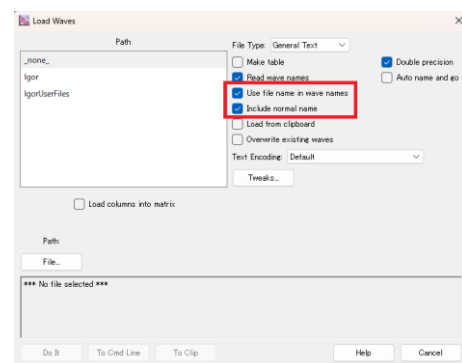 Load Waves
Path
_none_
Igor
IgorUserFiles
Load columns into matrix
Path:
File...
File Type: General Text
Make table
Double precision
Read wave names
Auto name and go
Use file name in wave names
Include normal name
Load from clipboard
Overwrite existing waves
Text Encoding: Default
Tweaks...
*** No file selected ***
Do It To Cmd Line To Clip Help Cancel